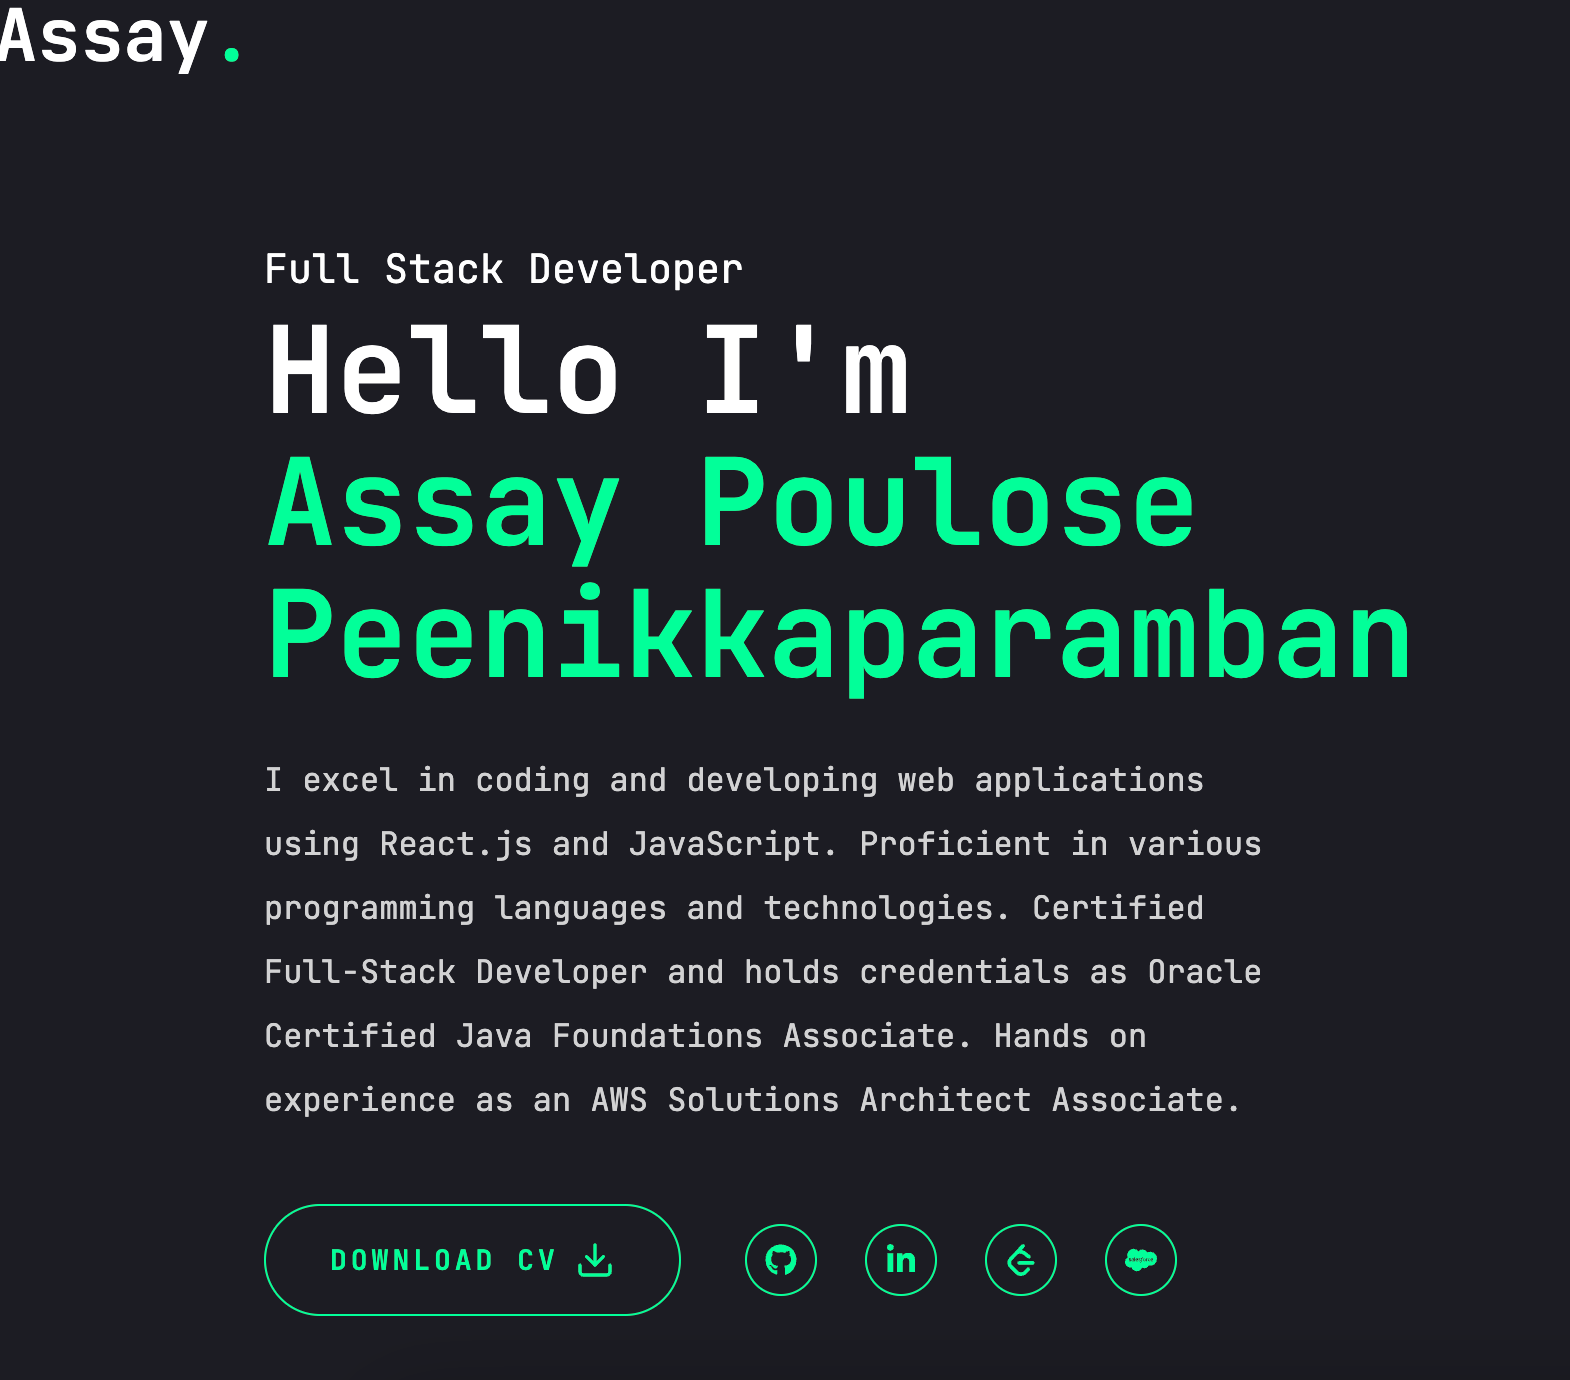 Assay.
Full Stack Developer
Hello I'm
Assay Poulose
Peenikkaparamban
I excel in coding and developing web applications
using React.js and JavaScript. Proficient in various
programming languages and technologies. Certified
Full-Stack Developer and holds credentials as Oracle
Certified Java Foundations Associate. Hands on
experience as an AWS Solutions Architect Associate.
DOWNLOAD CV
in
salesforce